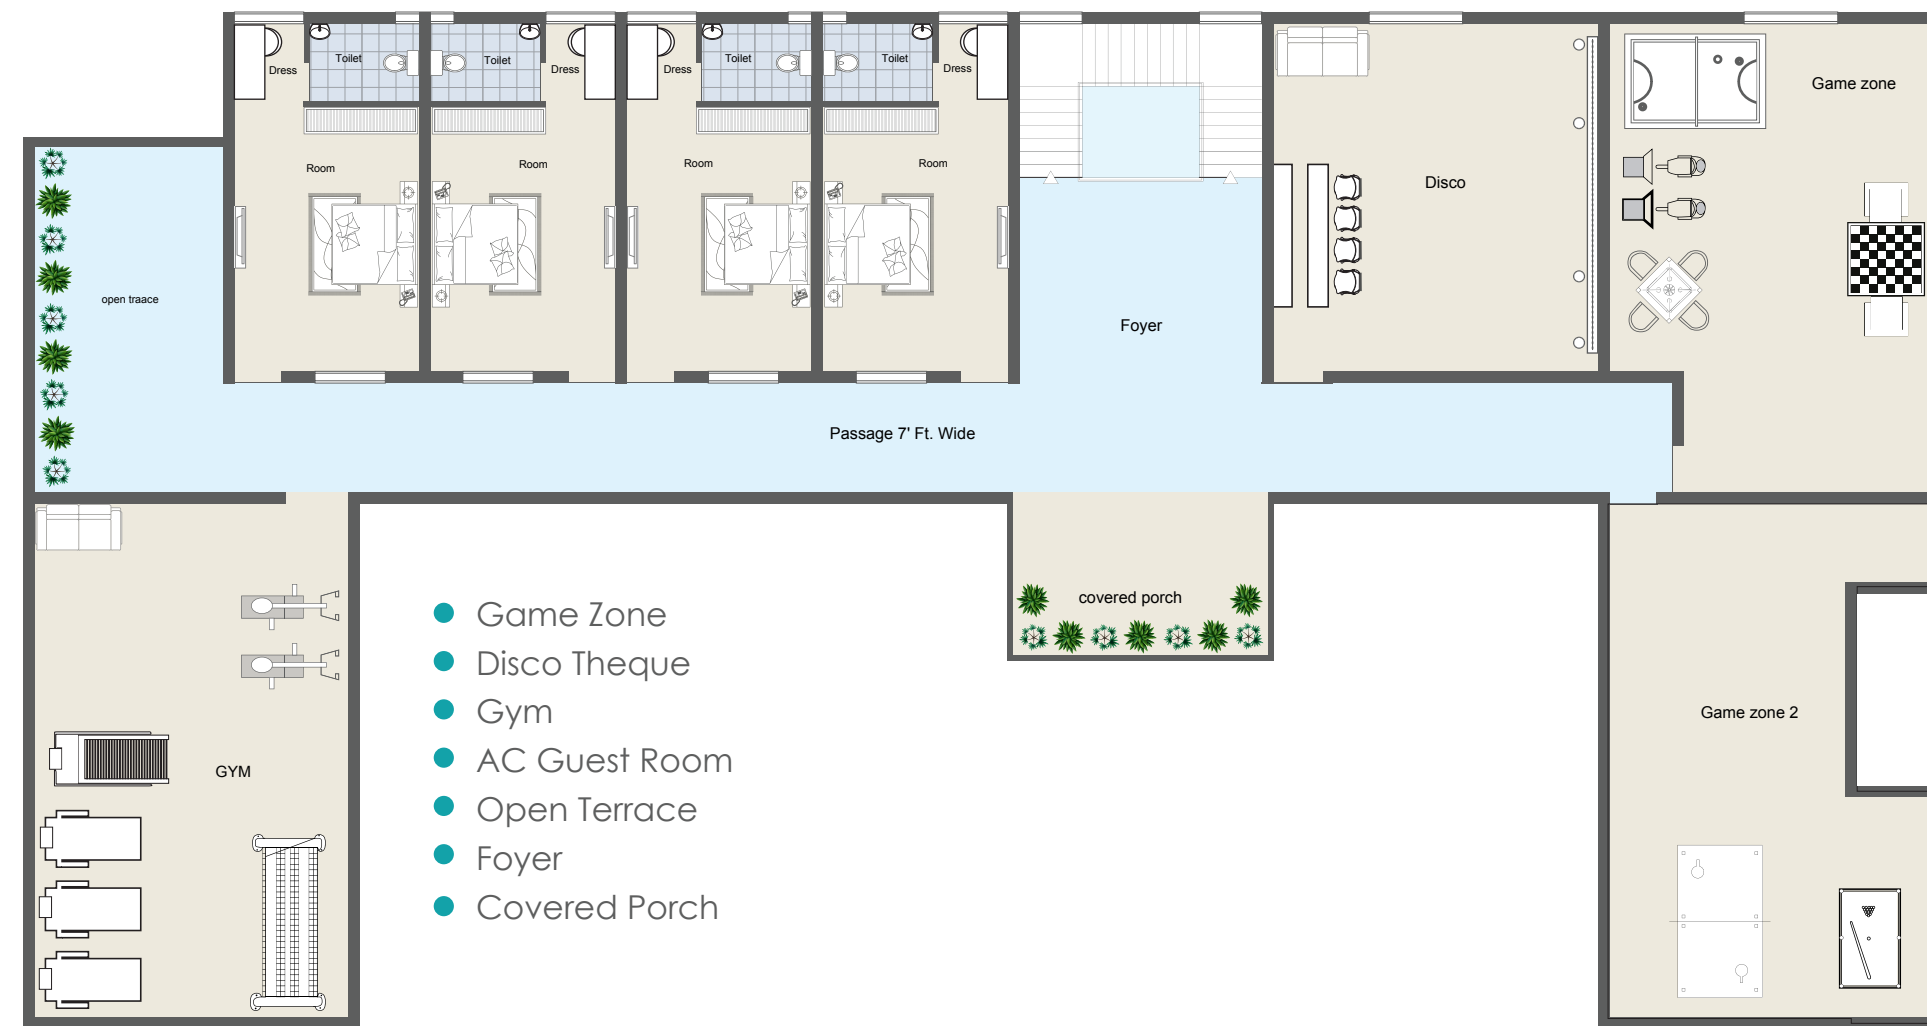 Toilet
Toilet
Toilet
Toilet
Dress
Dress
Dress
Dress
Game zone
Room
Room
Room
Room
Disco
open traace
Foyer
Passage 7' Ft. Wide
covered porch
Game zone 2
GYM
Game Zone
Disco Theque
Gym
AC Guest Room
Open Terrace
Foyer
Covered Porch